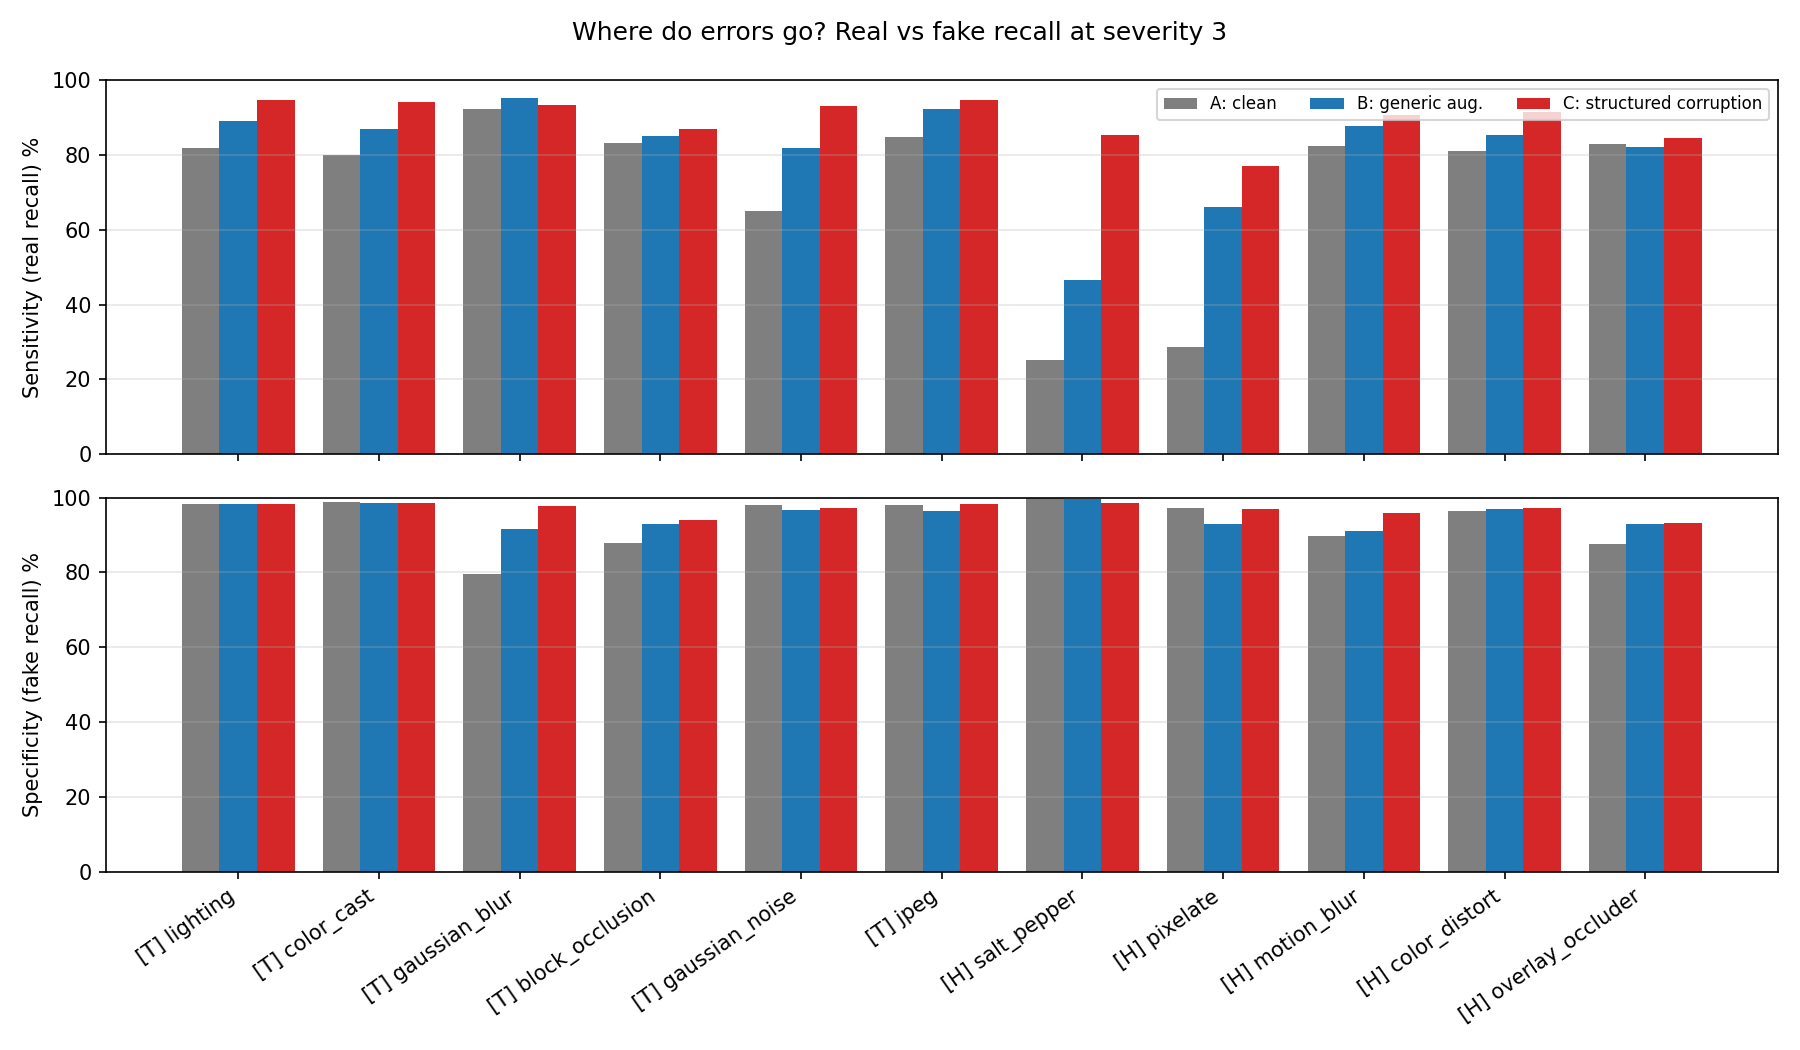 Where do errors go? Real vs fake recall at severity 3
A: clean B: generic aug. C: structured corruption
Sensitivity (real recall) %
100
80
60
40
20
0
Specificity (fake recall) %
100
80
60
40
20
0
[T] lighting
[T] color_cast
[T] gaussian_blur
[T] block_occlusion
[T] gaussian_noise
[T] jpeg
[H] salt_pepper
[H] pixelate
[H] motion_blur
[H] color_distort
[H] overlay_occluder